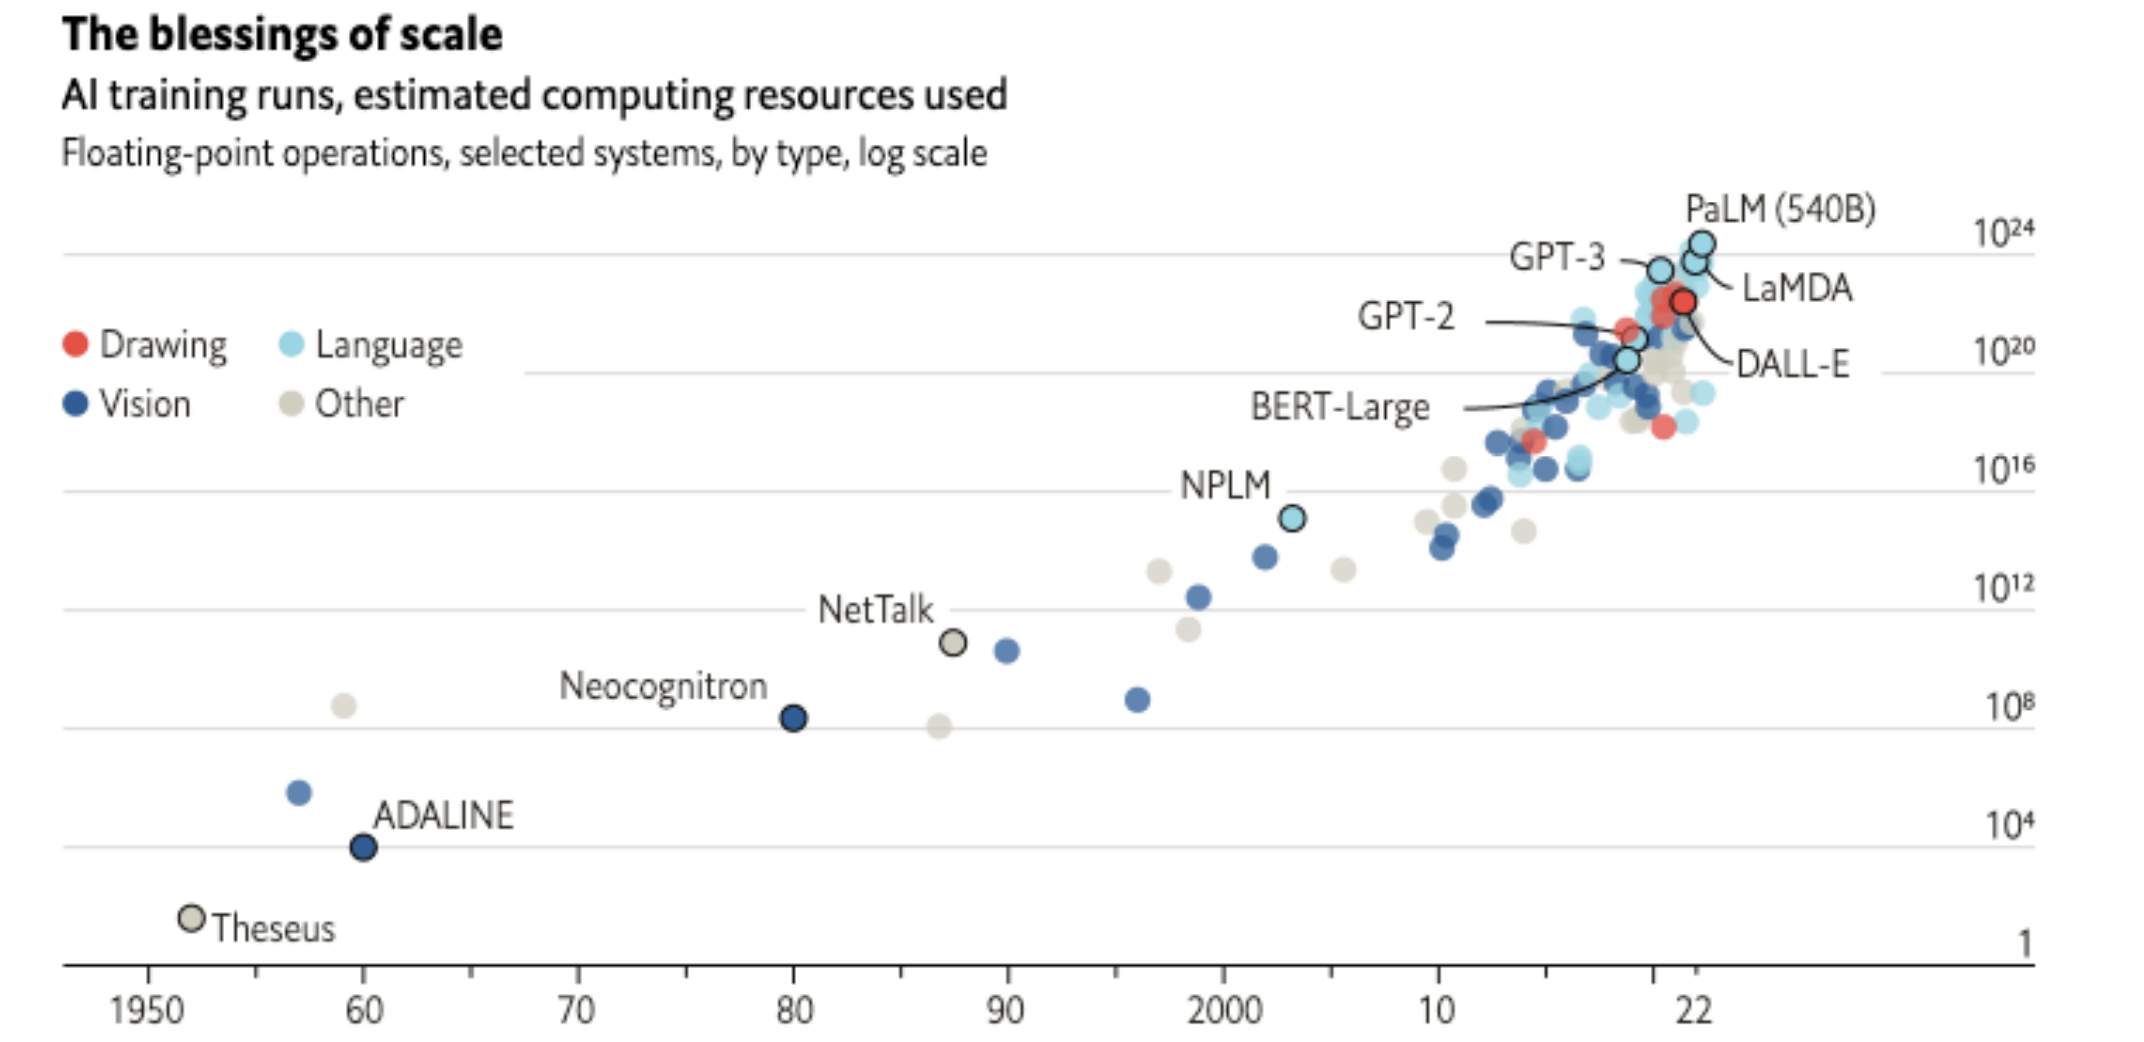 The blessings of scale
AI training runs, estimated computing resources used
Floating-point operations, selected systems, by type, log scale
PaLM (540B)
10²⁴
GPT-3
LaMDA
GPT-2
Drawing
Language
10²⁰
DALL-E
Vision
Other
BERT-Large
10¹⁶
NPLM
10¹²
NetTalk
Neocognitron
10⁸
ADALINE
10⁴
Theseus
1
1950 60 70 80 90 2000 10 22